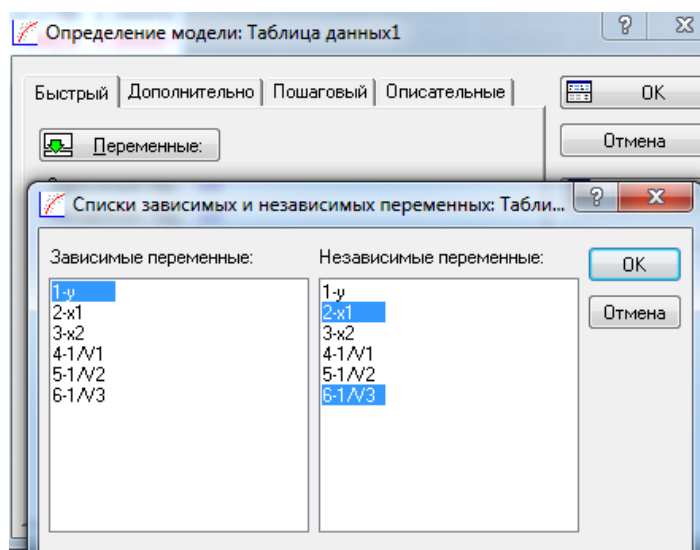 Определение модели: Таблица данных1
Быстрый Дополнительно Пошаговый Описательные
OK
Переменные:
Отмена
Списки зависимых и независимых переменных: Табли...
Зависимые переменные:
Независимые переменные:
OK
Отмена
1-y
2-x1
3-x2
4-1/V1
5-1/V2
6-1/V3
1-y
2-x1
3-x2
4-1/V1
5-1/V2
6-1/V3